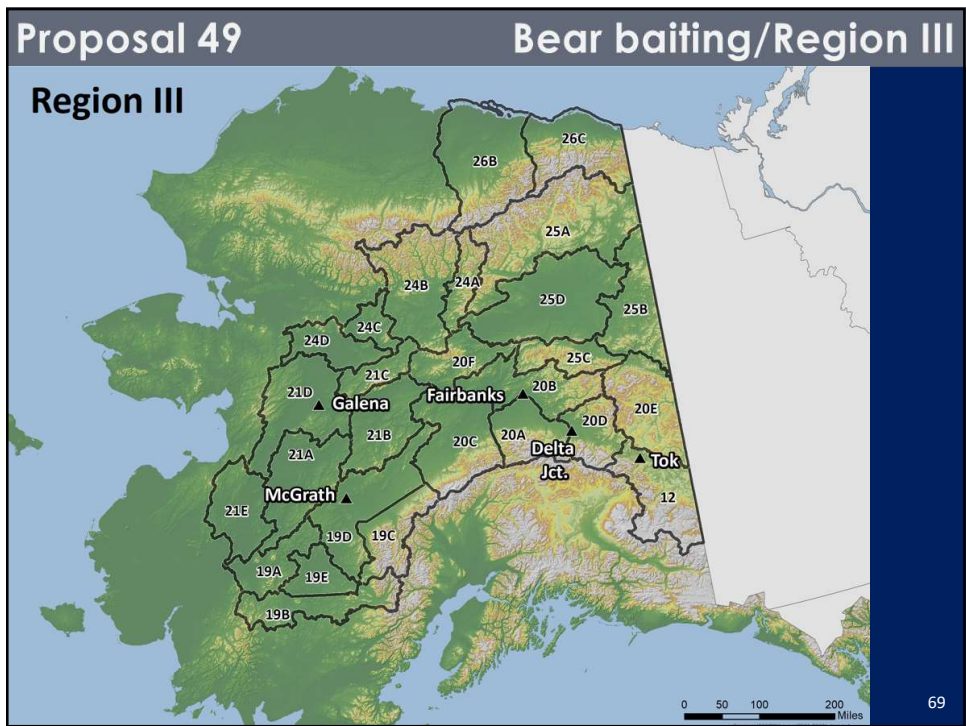 Proposal 49 Bear baiting/Region III
Region III
26C
26B
25A
24B
24A
25D
25B
24C
24D
20F
25C
21C
21D
Galena
Fairbanks
20B
20E
21B
20C
20A
20D
Delta
Jct.
Tok
21A
12
McGrath
21E
19D
19C
19A
19E
19B
0 50 100 200
Miles
69